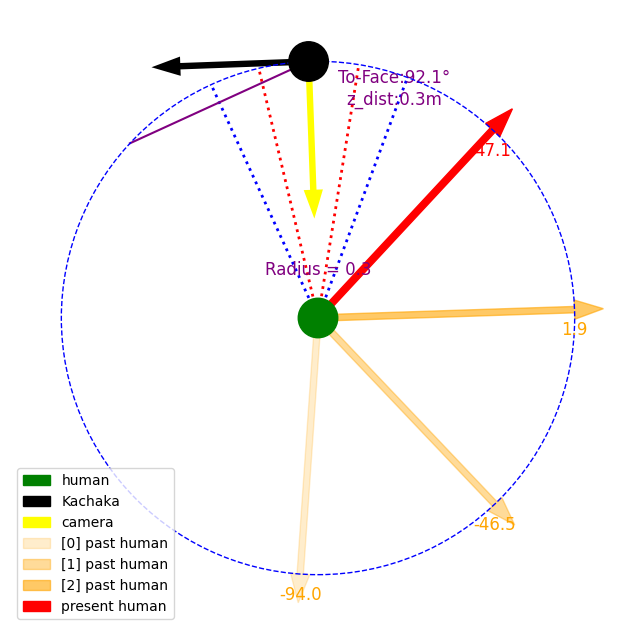 To-Face:92.1°
z_dist:0.3m
47.1
Radius = 0.3
1.9
-46.5
-94.0
human
Kachaka
camera
[0] past human
[1] past human
[2] past human
present human